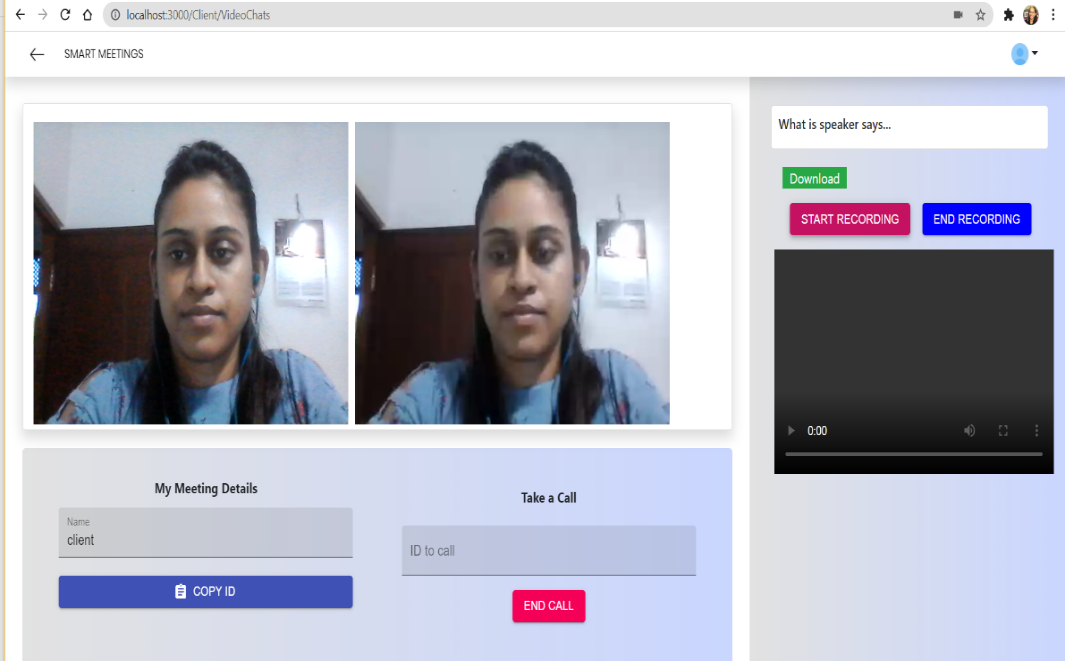 localhost:3000/Client/VideoChats
SMART MEETINGS
What is speaker says...
Download
START RECORDING
END RECORDING
0:00
My Meeting Details
Name
client
COPY ID
Take a Call
ID to call
END CALL